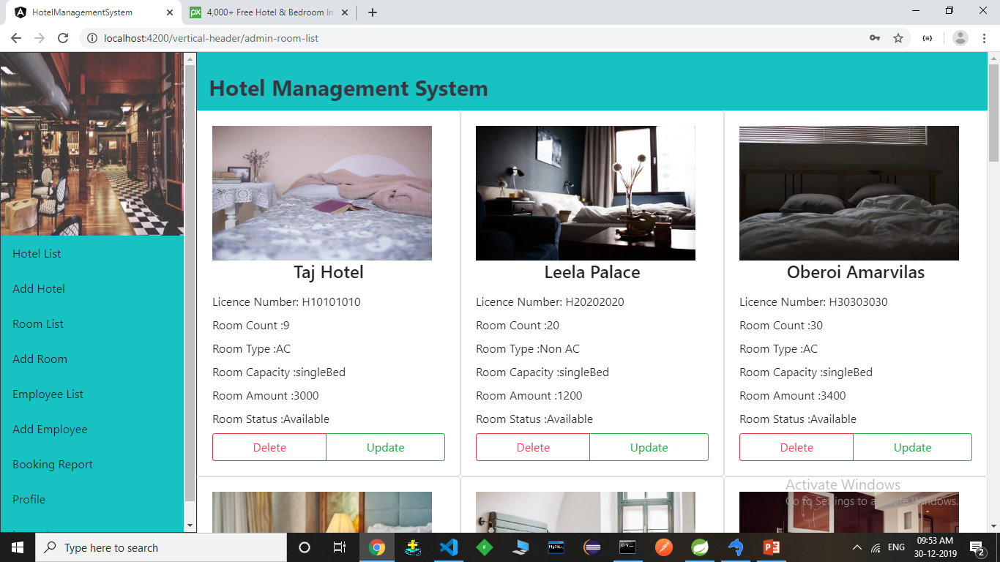 HotelManagementSystem
px 4,000+ Free Hotel & Bedroom Im
localhost:4200/vertical-header/admin-room-list
Hotel Management System
Hotel List
Add Hotel
Room List
Add Room
Employee List
Add Employee
Booking Report
Profile
Taj Hotel
Licence Number: H10101010
Room Count :9
Room Type :AC
Room Capacity :singleBed
Room Amount :3000
Room Status :Available
Delete
Update
Leela Palace
Licence Number: H20202020
Room Count :20
Room Type :Non AC
Room Capacity :singleBed
Room Amount :1200
Room Status :Available
Delete
Update
Oberoi Amarvilas
Licence Number: H30303030
Room Count :30
Room Type :AC
Room Capacity :singleBed
Room Amount :3400
Room Status :Available
Delete
Update
Activate Windows
Go to Settings to activate Windows.
Type here to search
MySQL
ENG
09:53 AM
30-12-2019
2